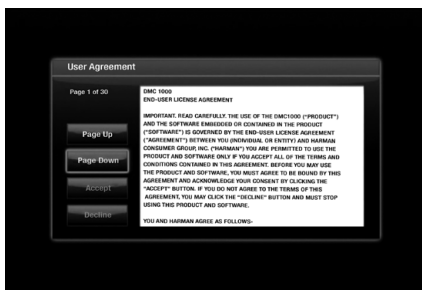 User Agreement
Page 1 of 30
Page Up
Page Down
Accept
Decline
DMC 1000
END-USER LICENSE AGREEMENT
IMPORTANT. READ CAREFULLY. THE USE OF THE DMC1000 ("PRODUCT")
AND THE SOFTWARE EMBEDDED OR CONTAINED IN THE PRODUCT
("SOFTWARE") IS GOVERNED BY THE END-USER LICENSE AGREEMENT
("AGREEMENT") BETWEEN YOU (INDIVIDUAL OR ENTITY) AND HARMAN
CONSUMER GROUP, INC. ("HARMAN") YOU ARE PERMITTED TO USE THE
PRODUCT AND SOFTWARE ONLY IF YOU ACCEPT ALL OF THE TERMS AND
CONDITIONS CONTAINED IN THIS AGREEMENT. BEFORE YOU MAY USE
THE PRODUCT AND SOFTWARE, YOU MUST AGREE TO BE BOUND BY THIS
AGREEMENT AND ACKNOWLEDGE YOUR CONSENT BY CLICKING THE
"ACCEPT" BUTTON. IF YOU DO NOT AGREE TO THE TERMS OF THIS
AGREEMENT, YOU MAY CLICK THE "DECLINE" BUTTON AND MUST STOP
USING THIS PRODUCT AND SOFTWARE.
YOU AND HARMAN AGREE AS FOLLOWS-